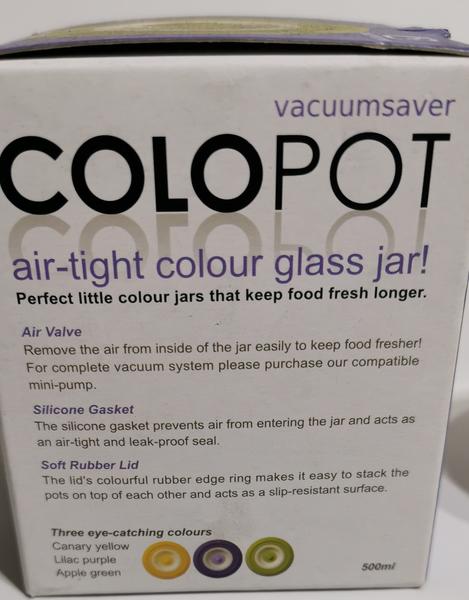 vacuumsaver
COLOPOT
air-tight colour glass jar!
Perfect little colour jars that keep food fresh longer.
Air Valve
Remove the air from inside of the jar easily to keep food fresher!
For complete vacuum system please purchase our compatible
mini-pump.
Silicone Gasket
The silicone gasket prevents air from entering the jar and acts as
an air-tight and leak-proof seal.
Soft Rubber Lid
The lid's colourful rubber edge ring makes it easy to stack the
pots on top of each other and acts as a slip-resistant surface.
Three eye-catching colours
Canary yellow
Lilac purple
Apple green
500ml